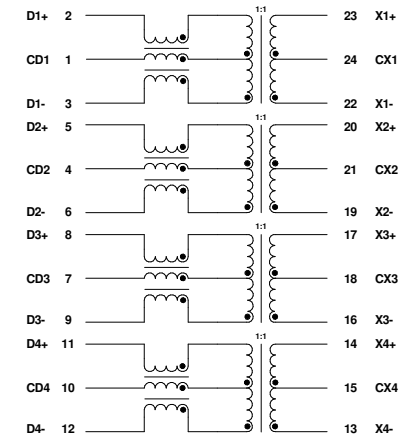 1:1
D1+ 2 23 X1+
CD1 1 24 CX1
D1- 3 22 X1-
1:1
D2+ 5 20 X2+
CD2 4 21 CX2
D2- 6 19 X2-
1:1
D3+ 8 17 X3+
CD3 7 18 CX3
D3- 9 16 X3-
1:1
D4+ 11 14 X4+
CD4 10 15 CX4
D4- 12 13 X4-